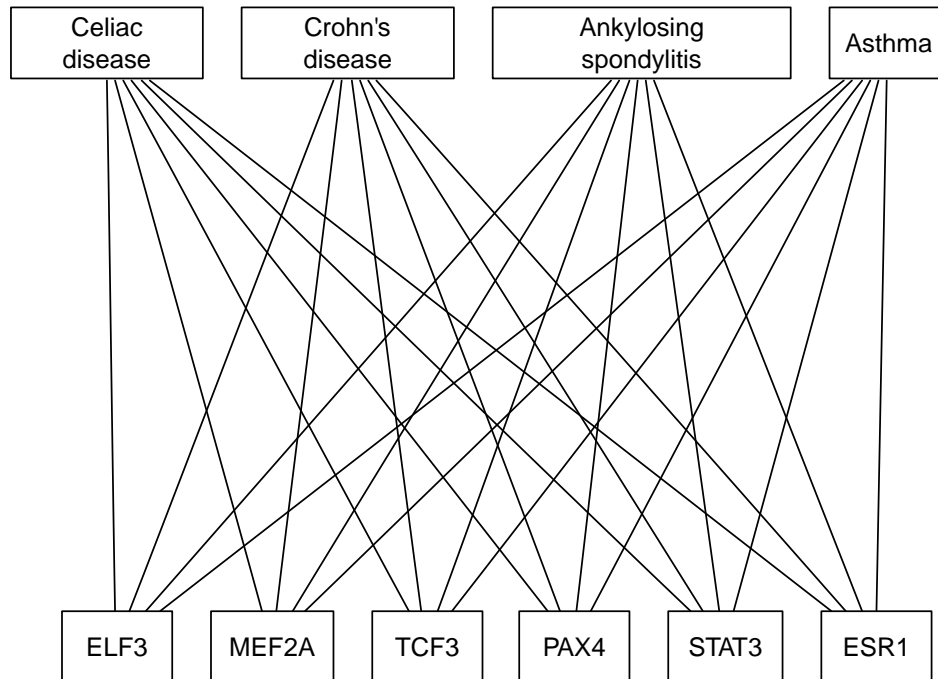 Celiac
disease
Crohn's
disease
Ankylosing
spondylitis
Asthma
ELF3
MEF2A
TCF3
PAX4
STAT3
ESR1